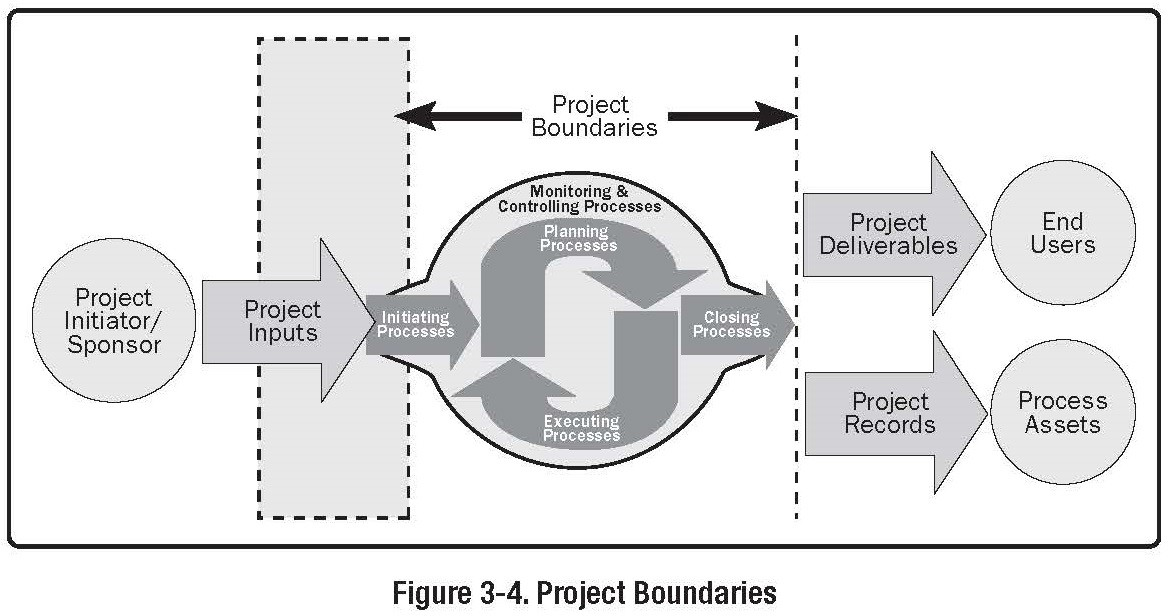 Project
Boundaries
Monitoring &
Controlling Processes
Planning
Processes
Project
Initiator/
Sponsor
Project
Inputs
Initiating
Processes
Closing
Processes
Executing
Processes
Project
Deliverables
End
Users
Project
Records
Process
Assets
Figure 3-4. Project Boundaries